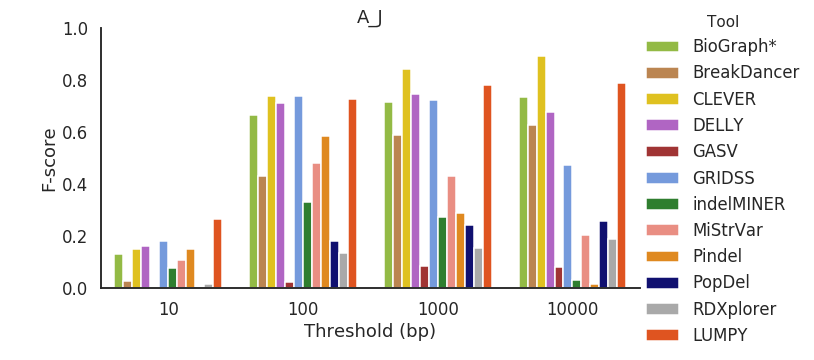 A_J
F-score
1.0
0.8
0.6
0.4
0.2
0.0
10 100 1000 10000
Threshold (bp)
Tool
BioGraph*
BreakDancer
CLEVER
DELLY
GASV
GRIDSS
indelMINER
MiStrVar
Pindel
PopDel
RDXplorer
LUMPY